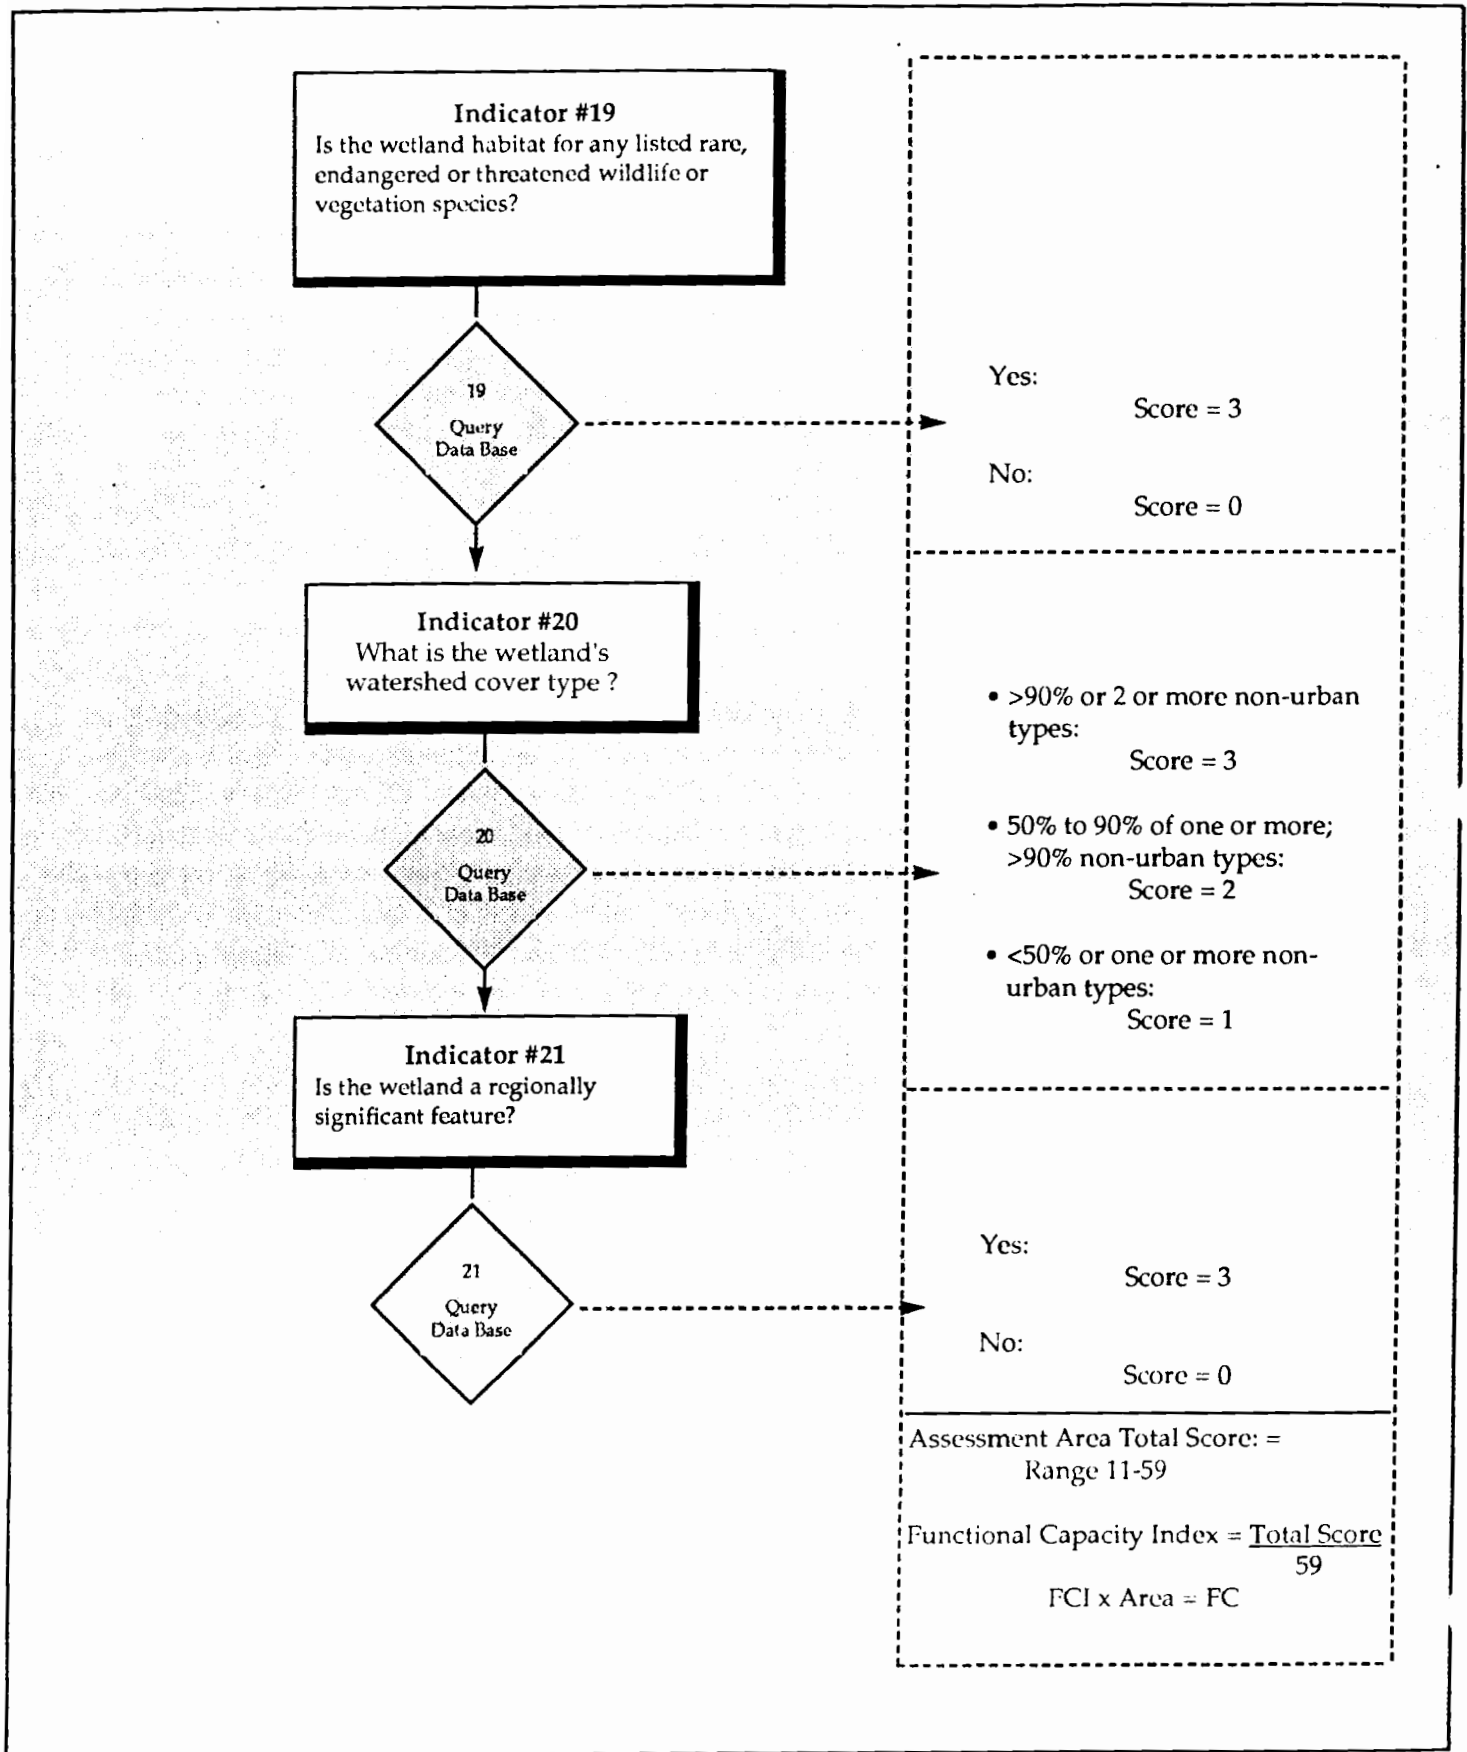 Indicator #19
Is the wetland habitat for any listed rare,
endangered or threatened wildlife or
vegetation species?
19
Query
Data Base
Yes:
Score = 3
No:
Score = 0
Indicator #20
What is the wetland's
watershed cover type ?
20
Query
Data Base
• >90% or 2 or more non-urban
types:
Score = 3
• 50% to 90% of one or more;
>90% non-urban types:
Score = 2
• <50% or one or more non-
urban types:
Score = 1
Indicator #21
Is the wetland a regionally
significant feature?
21
Query
Data Base
Yes:
Score = 3
No:
Score = 0
Assessment Area Total Score: =
Range 11-59
Functional Capacity Index = Total Score
59
FCI x Area = FC